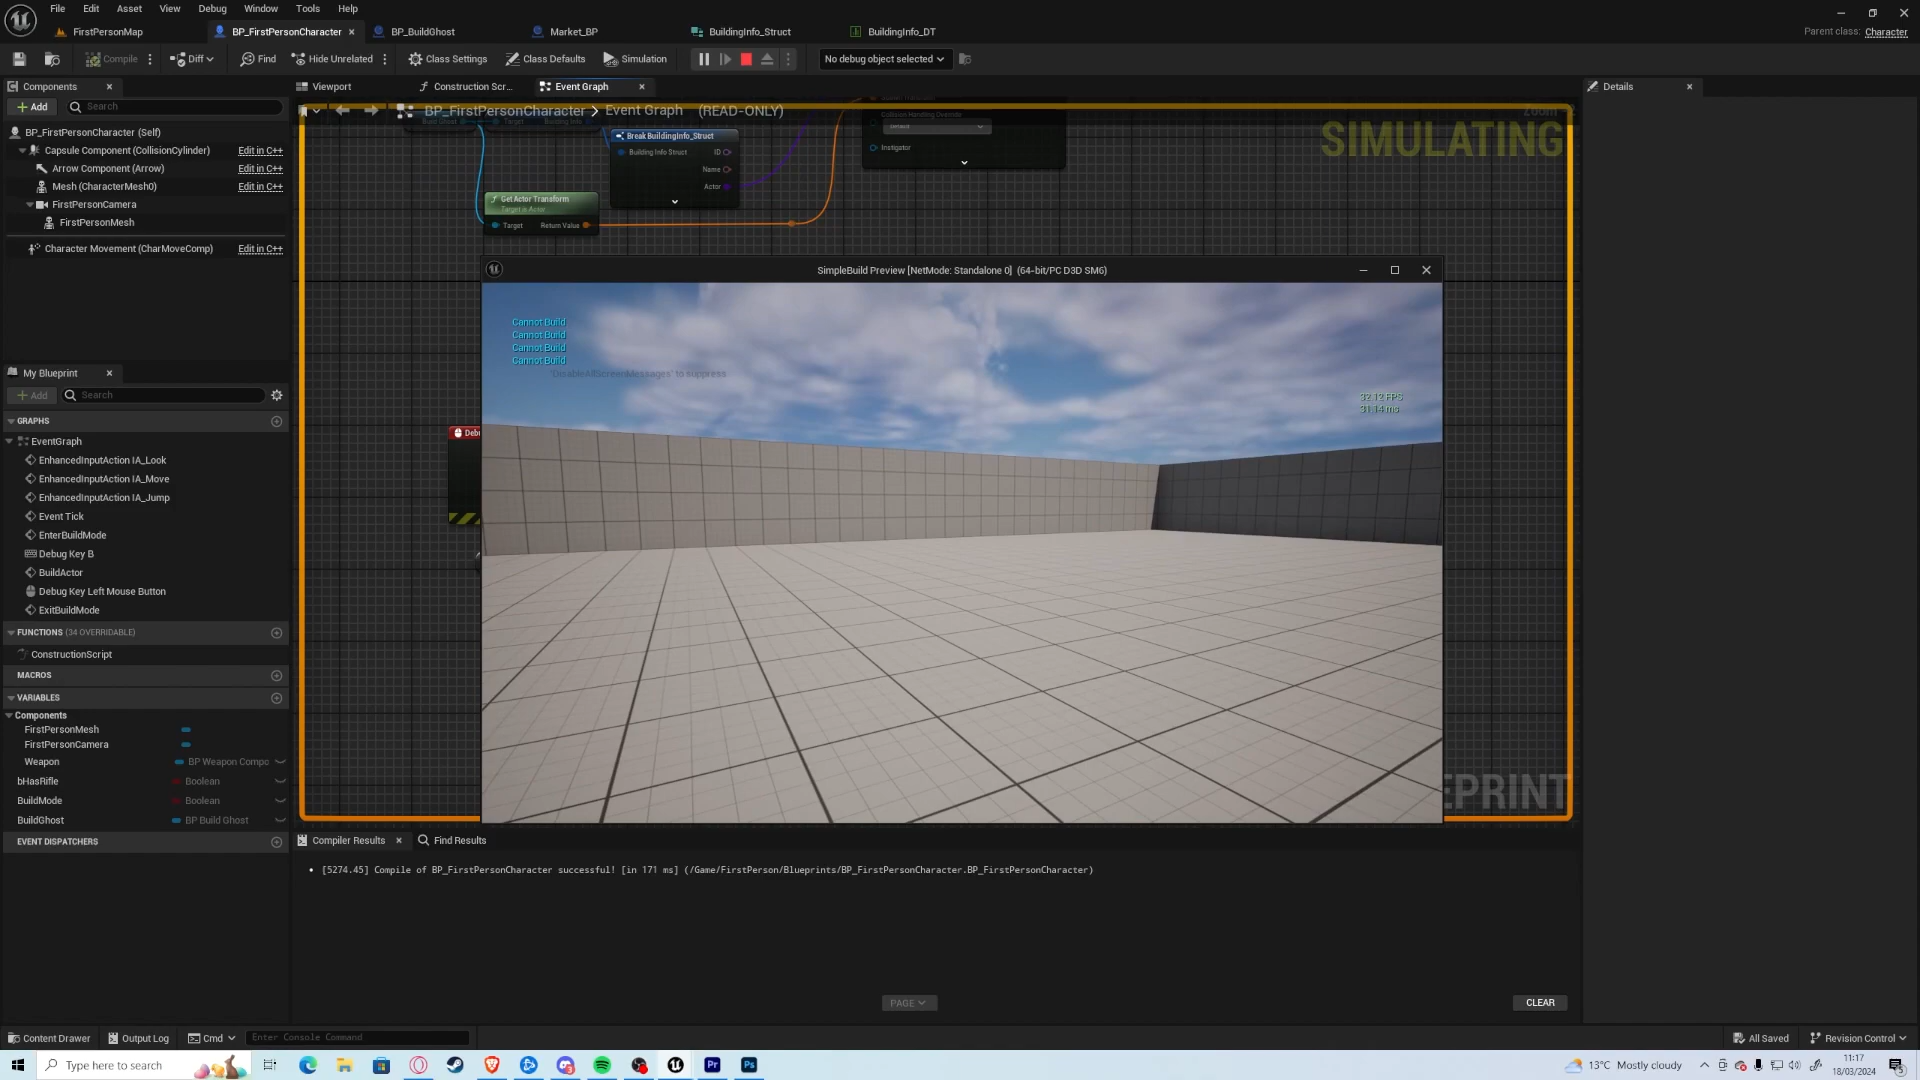 File Edit Asset View Debug Window Tools Help
FirstPersonMap BP_FirstPersonCharacter BP_BuildGhost Market_BP BuildingInfo_Struct BuildingInfo_DT
Parent class: Character
Compile Diff Find Hide Unrelated Class Settings Class Defaults Simulation No debug object selected
Components
Add Search
BP_FirstPersonCharacter (Self)
Capsule Component (CollisionCylinder) Edit in C++
Arrow Component (Arrow) Edit in C++
Mesh (CharacterMesh0) Edit in C++
FirstPersonCamera
FirstPersonMesh
Character Movement (CharMoveComp) Edit in C++
My Blueprint
Add Search
GRAPHS
EventGraph
EnhancedInputAction IA_Look
EnhancedInputAction IA_Move
EnhancedInputAction IA_Jump
Event Tick
EnterBuildMode
Debug Key B
BuildActor
Debug Key Left Mouse Button
ExitBuildMode
FUNCTIONS (34 OVERRIDABLE)
ConstructionScript
MACROS
VARIABLES
Components
FirstPersonMesh
FirstPersonCamera
Weapon BP Weapon Compo
bHasRifle Boolean
BuildMode Boolean
BuildGhost BP Build Ghost
EVENT DISPATCHERS
Viewport Construction Scr... Event Graph
BP_FirstPersonCharacter > Event Graph (READ-ONLY)
SIMULATING
Build Ghost Target Building Info
Break BuildingInfo_Struct
Building Info Struct ID
Name
Actor
Get Actor Transform
Target is Actor
Target Return Value
Collision Handling Override
Default
Instigator
Debu
SimpleBuild Preview [NetMode: Standalone 0] (64-bit/PC D3D SM6)
Cannot Build
Cannot Build
Cannot Build
Cannot Build
'DisableAllScreenMessages' to suppress
32.12 FPS
31.14 ms
EPRINT
Details
Compiler Results Find Results
[5274.45] Compile of BP_FirstPersonCharacter successful! [in 171 ms] (/Game/FirstPerson/Blueprints/BP_FirstPersonCharacter.BP_FirstPersonCharacter)
PAGE
CLEAR
Content Drawer Output Log Cmd Enter Console Command
All Saved Revision Control
Type here to search
13°C Mostly cloudy
11:17
18/03/2024